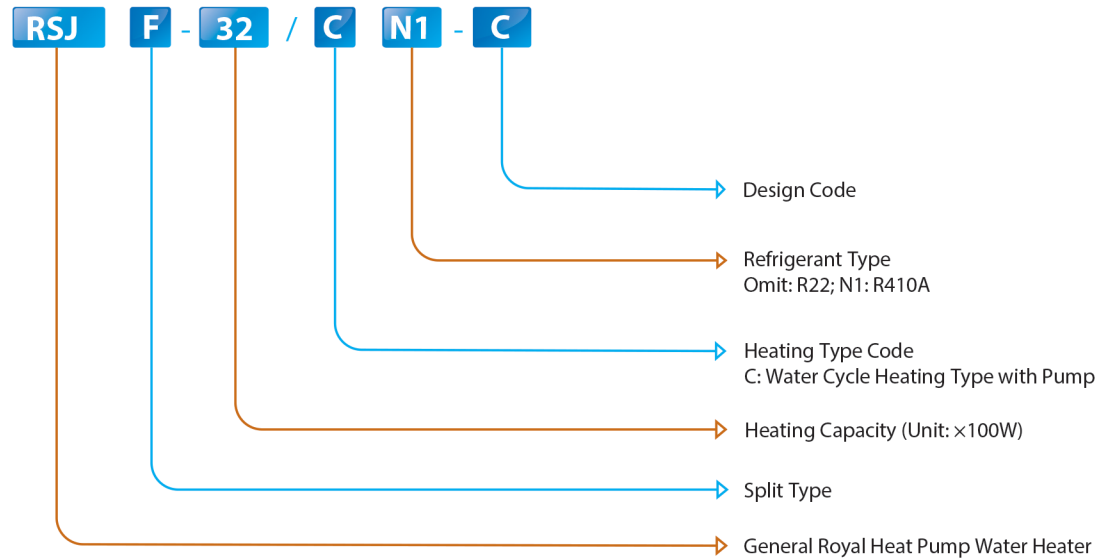 RSJ F - 32 / C N1 - C
Design Code
Refrigerant Type
Omit: R22; N1: R410A
Heating Type Code
C: Water Cycle Heating Type with Pump
Heating Capacity (Unit: ×100W)
Split Type
General Royal Heat Pump Water Heater